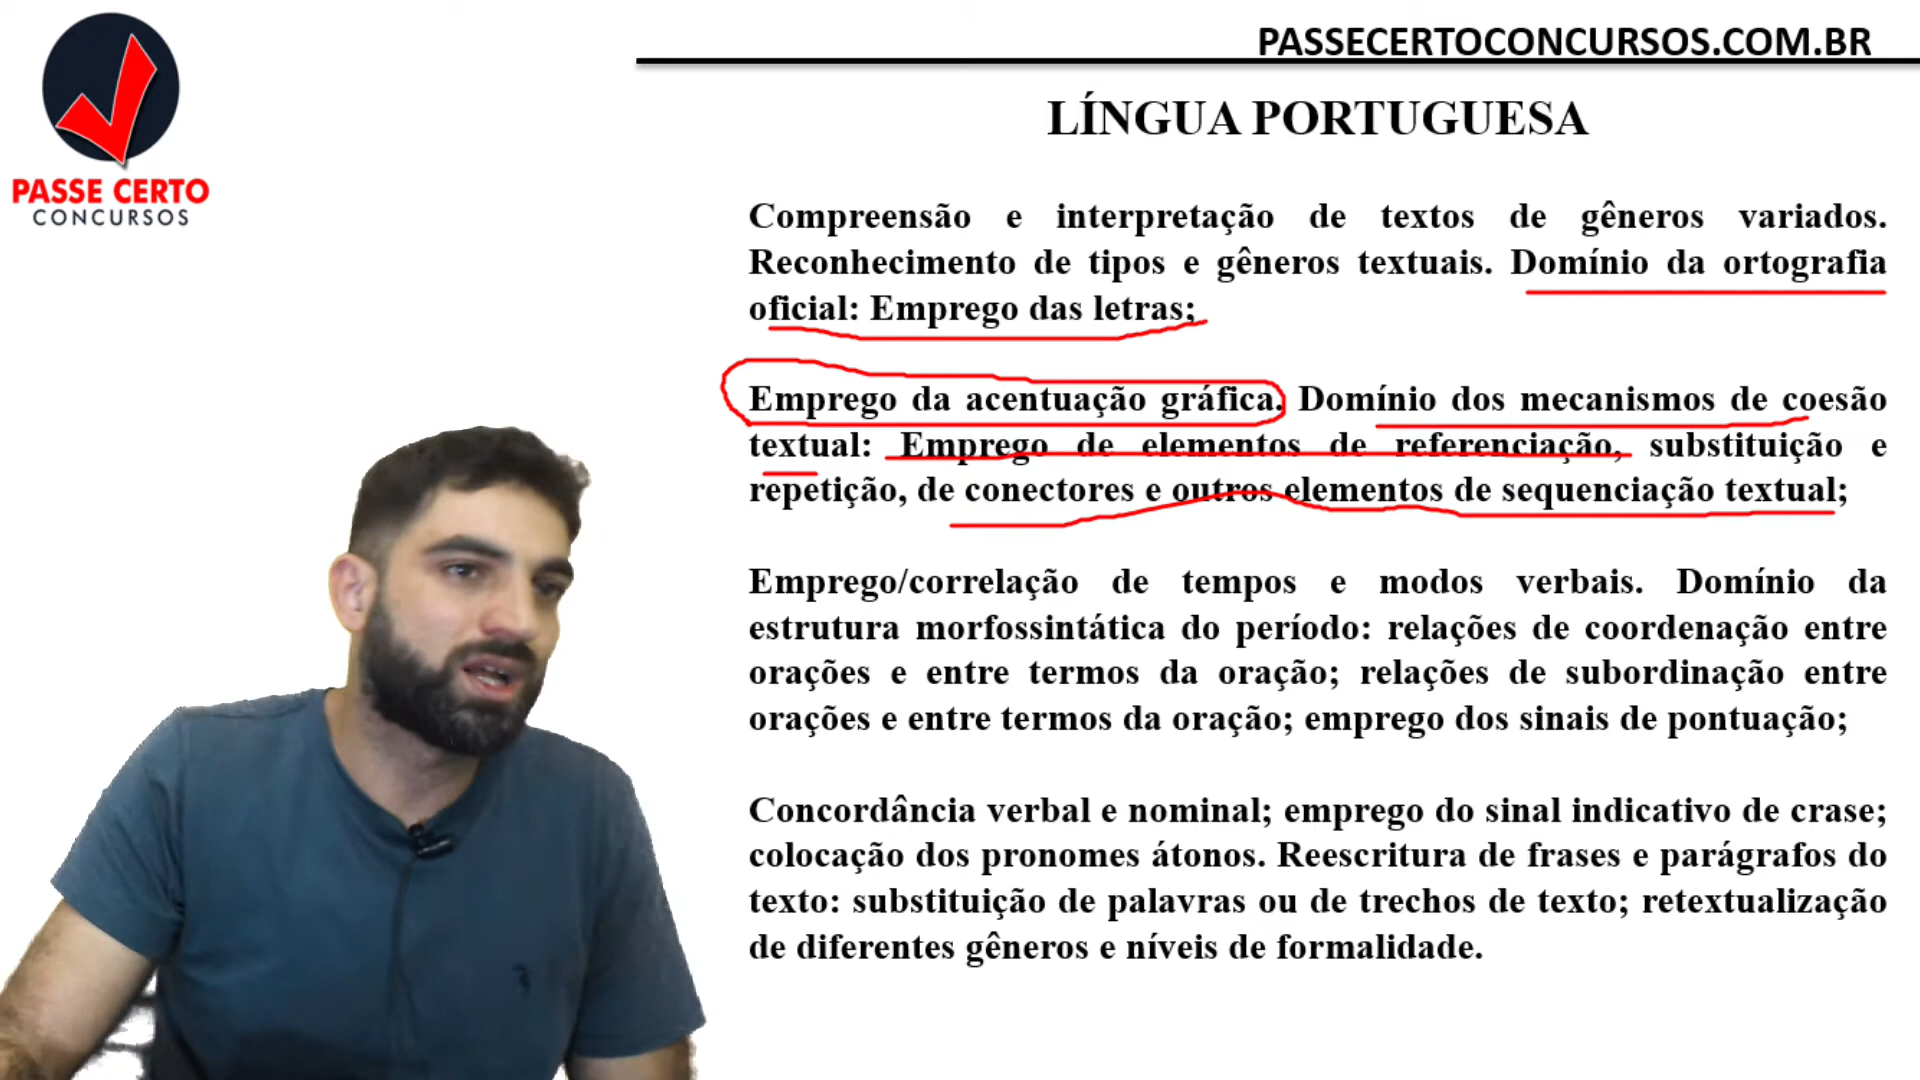 PASSECERTOCONCURSOS.COM.BR
PASSE CERTO
CONCURSOS
LÍNGUA PORTUGUESA
Compreensão e interpretação de textos de gêneros variados.
Reconhecimento de tipos e gêneros textuais. Domínio da ortografia
oficial: Emprego das letras;
Emprego da acentuação gráfica. Domínio dos mecanismos de coesão
textual: Emprego de elementos de referenciação, substituição e
repetição, de conectores e outros elementos de sequenciação textual;
Emprego/correlação de tempos e modos verbais. Domínio da
estrutura morfossintática do período: relações de coordenação entre
orações e entre termos da oração; relações de subordinação entre
orações e entre termos da oração; emprego dos sinais de pontuação;
Concordância verbal e nominal; emprego do sinal indicativo de crase;
colocação dos pronomes átonos. Reescritura de frases e parágrafos do
texto: substituição de palavras ou de trechos de texto; retextualização
de diferentes gêneros e níveis de formalidade.